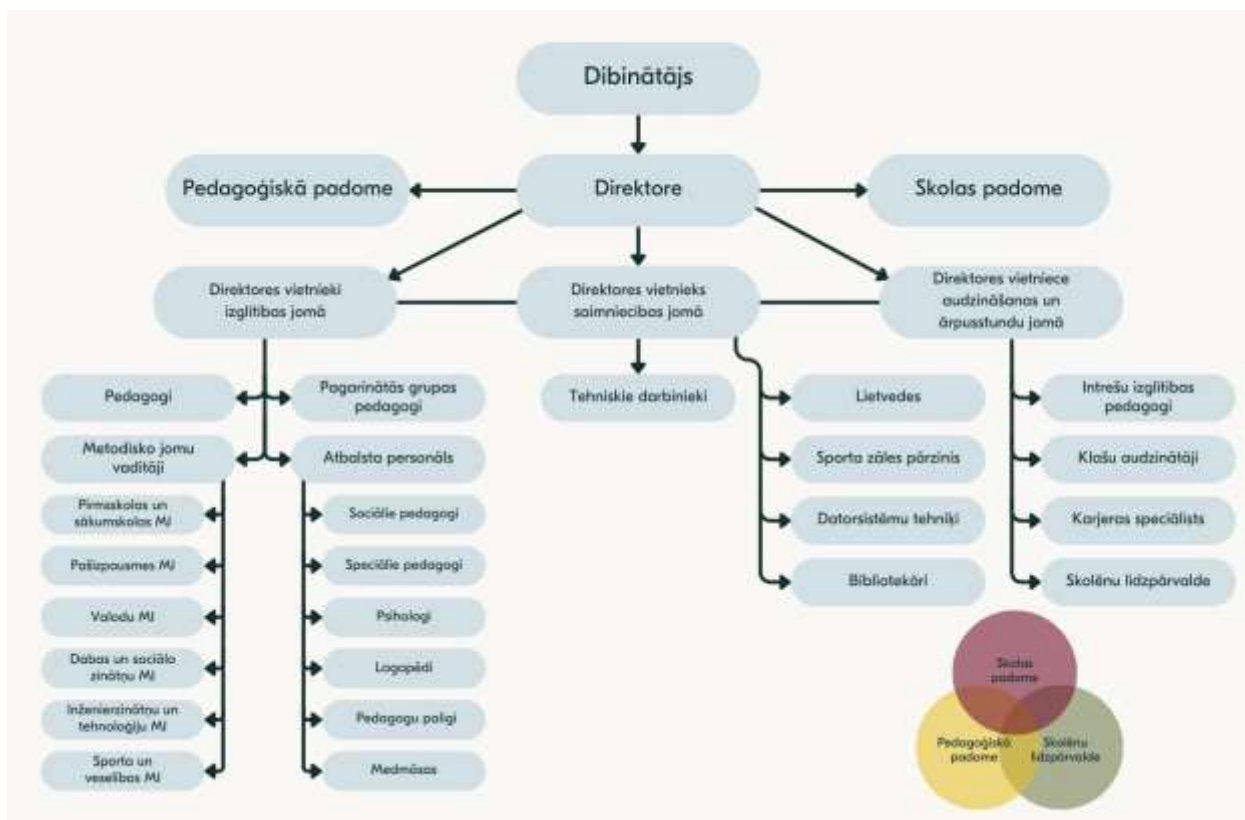 Dibinātājs
Pedagoģiskā padome
Direktore
Skolas padome
Direktores vietnieki
izglītības jomā
Direktores vietnieks
saimniecības jomā
Direktores vietniece
audzināšanas un
ārpusstundu jomā
Pedagogi
Pagarinātās grupas
pedagogi
Tehniskie darbinieki
Lietvedes
Intrešu izglītības
pedagogi
Metodisko jomu
vadītāji
Atbalsta personāls
Sporta zāles pārzinis
Klašu audzinātāji
Pirmsskolas un
sākumskolas MJ
Sociālie pedagogi
Datorsistēmu tehniķi
Karjeras speciālists
Pašizpausmes MJ
Speciālie pedagogi
Bibliotekāri
Skolēnu līdzpārvalde
Valodu MJ
Psihologi
Dabas un sociālo
zinātņu MJ
Logopēdi
Inženierzinātņu un
tehnoloģiju MJ
Pedagogu palīgi
Sporta un
veselības MJ
Medmāsas
Skolas
padome
Pedagoģiskā
padome
Skolēnu
līdzpārvalde